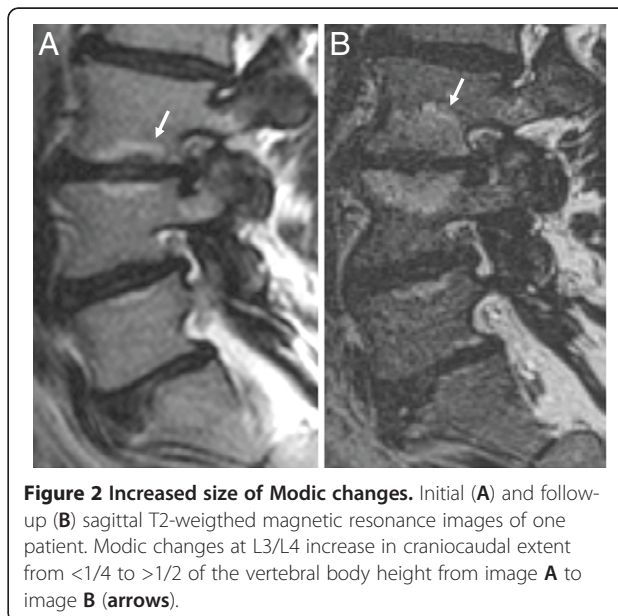 A
B
Figure 2 Increased size of Modic changes. Initial (A) and follow-
up (B) sagittal T2-weigthed magnetic resonance images of one
patient. Modic changes at L3/L4 increase in craniocaudal extent
from <1/4 to >1/2 of the vertebral body height from image A to
image B (arrows).